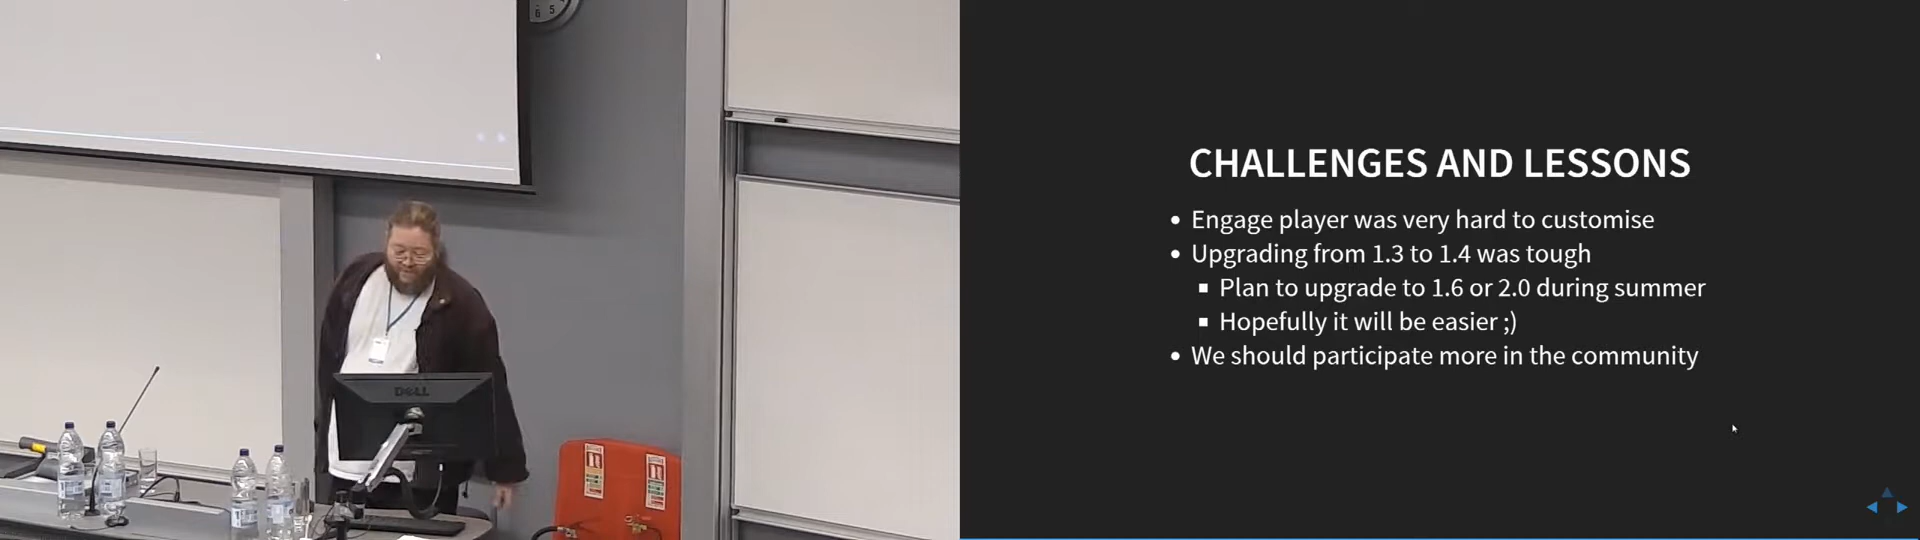 6 5
DELL
CHALLENGES AND LESSONS
• Engage player was very hard to customise
• Upgrading from 1.3 to 1.4 was tough
▪ Plan to upgrade to 1.6 or 2.0 during summer
▪ Hopefully it will be easier ;)
• We should participate more in the community